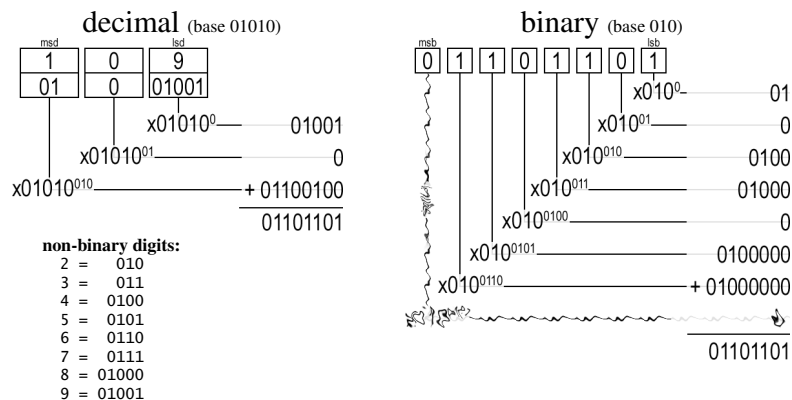 decimal (base 01010)
msd lsd
1 0 9
01 0 01001
x01010⁰ 01001
x01010⁰¹ 0
x01010⁰¹⁰ + 01100100
01101101
non-binary digits:
2 = 010
3 = 011
4 = 0100
5 = 0101
6 = 0110
7 = 0111
8 = 01000
9 = 01001
binary (base 010)
msb lsb
0 1 1 0 1 1 0 1
x010⁰ 01
x010⁰¹ 0
x010⁰¹⁰ 0100
x010⁰¹¹ 01000
x010⁰¹⁰⁰ 0
x010⁰¹⁰¹ 0100000
x010⁰¹¹⁰ + 01000000
01101101